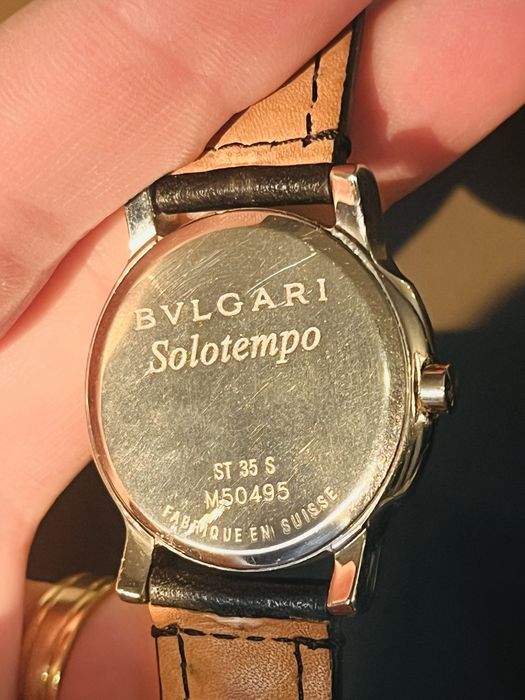 BVLGARI
Solotempo
ST 35 S
M50495
FABRIQUE EN SUISSE